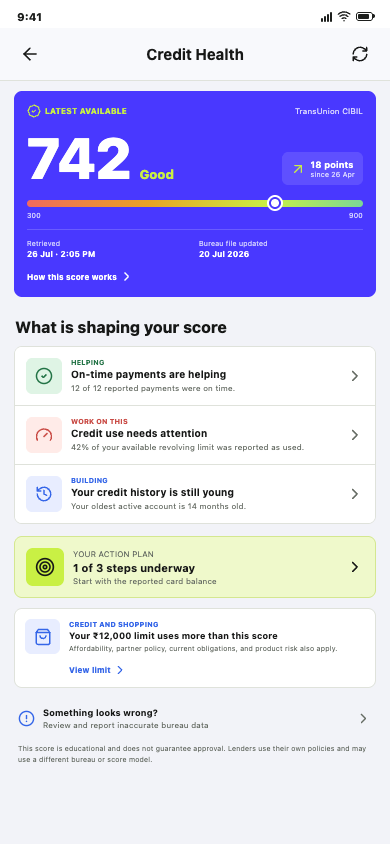 9:41
Credit Health
LATEST AVAILABLE
TransUnion CIBIL
742 Good
18 points
since 26 Apr
300
900
Retrieved
26 Jul · 2:05 PM
Bureau file updated
20 Jul 2026
How this score works
What is shaping your score
HELPING
On-time payments are helping
12 of 12 reported payments were on time.
WORK ON THIS
Credit use needs attention
42% of your available revolving limit was reported as used.
BUILDING
Your credit history is still young
Your oldest active account is 14 months old.
YOUR ACTION PLAN
1 of 3 steps underway
Start with the reported card balance
CREDIT AND SHOPPING
Your ₹12,000 limit uses more than this score
Affordability, partner policy, current obligations, and product risk also apply.
View limit
Something looks wrong?
Review and report inaccurate bureau data
This score is educational and does not guarantee approval. Lenders use their own policies and may
use a different bureau or score model.